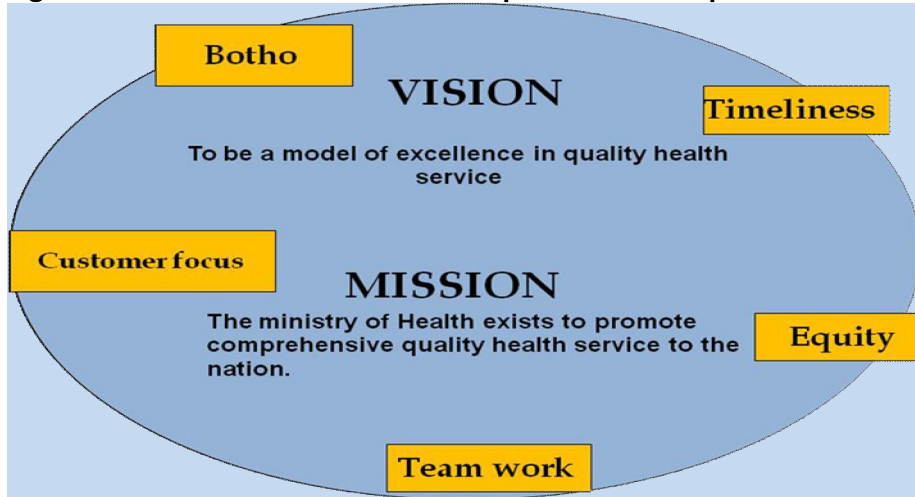 Botho
VISION
Timeliness
To be a model of excellence in quality health
service
Customer focus
MISSION
The ministry of Health exists to promote
comprehensive quality health service to the
nation.
Equity
Team work